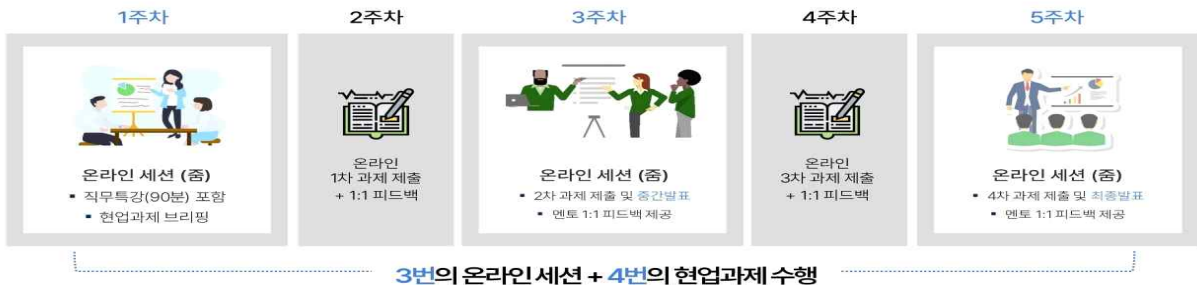 1주차
2주차
3주차
4주차
5주차
온라인 세션 (줌)
▪ 직무특강(90분) 포함
▪ 현업과제 브리핑
온라인
1차 과제 제출
+ 1:1 피드백
온라인 세션 (줌)
▪ 2차 과제 제출 및 중간발표
▪ 멘토 1:1 피드백 제공
온라인
3차 과제 제출
+ 1:1 피드백
온라인 세션 (줌)
▪ 4차 과제 제출 및 최종발표
▪ 멘토 1:1 피드백 제공
3번의 온라인 세션 + 4번의 현업과제 수행